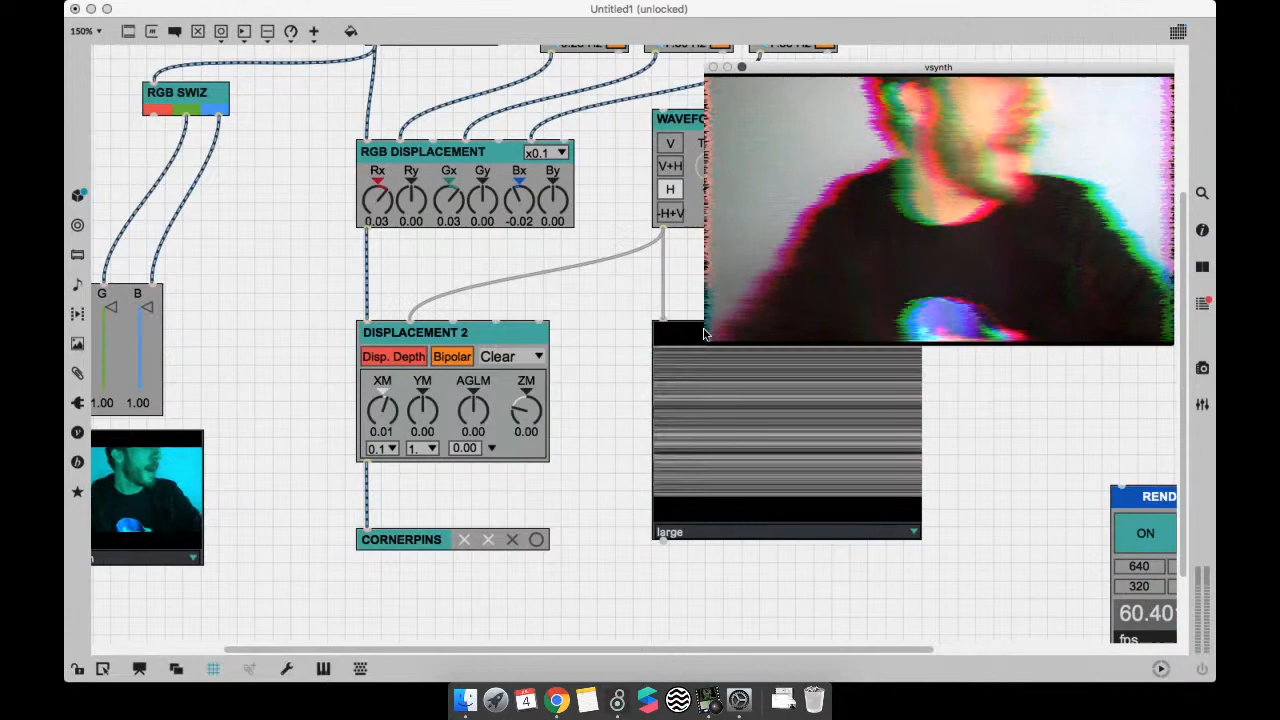 Untitled1 (unlocked)
150%
vsynth
RGB SWIZ
RGB DISPLACEMENT
x0.1
Rx Ry Gx Gy Bx By
0.03 0.00 0.03 0.00 -0.02 0.00
V
V+H
H
-H+V
G B
1.00 1.00
DISPLACEMENT 2
Disp. Depth Bipolar Clear
XM YM AGLM ZM
0.01 0.00 0.00 0.00
0.1 1. 0.00
CORNERPINS
large
ON
640
320
60.40
fps
JAN
4